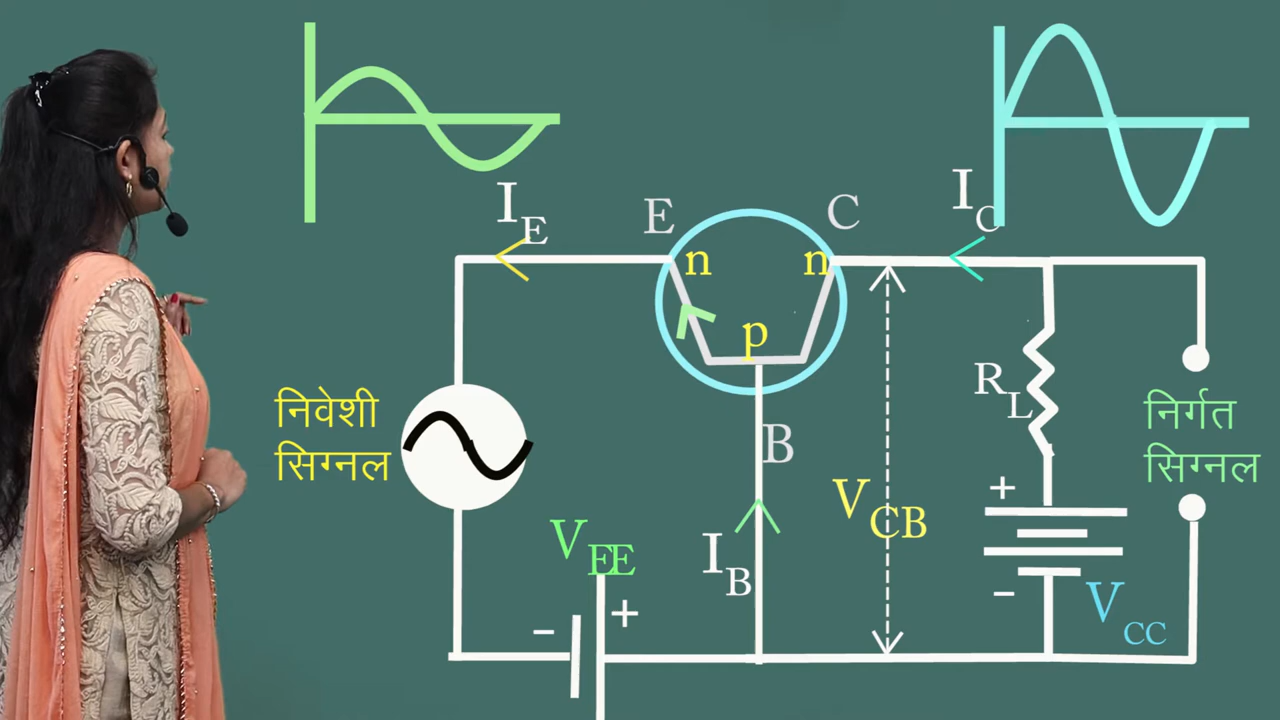 I_E
E
C
I_C
n
n
p
निवेशी
सिग्नल
R_L
निर्गत
सिग्नल
B
+
V_CB
V_EE
I_B
-
V_CC
-
+